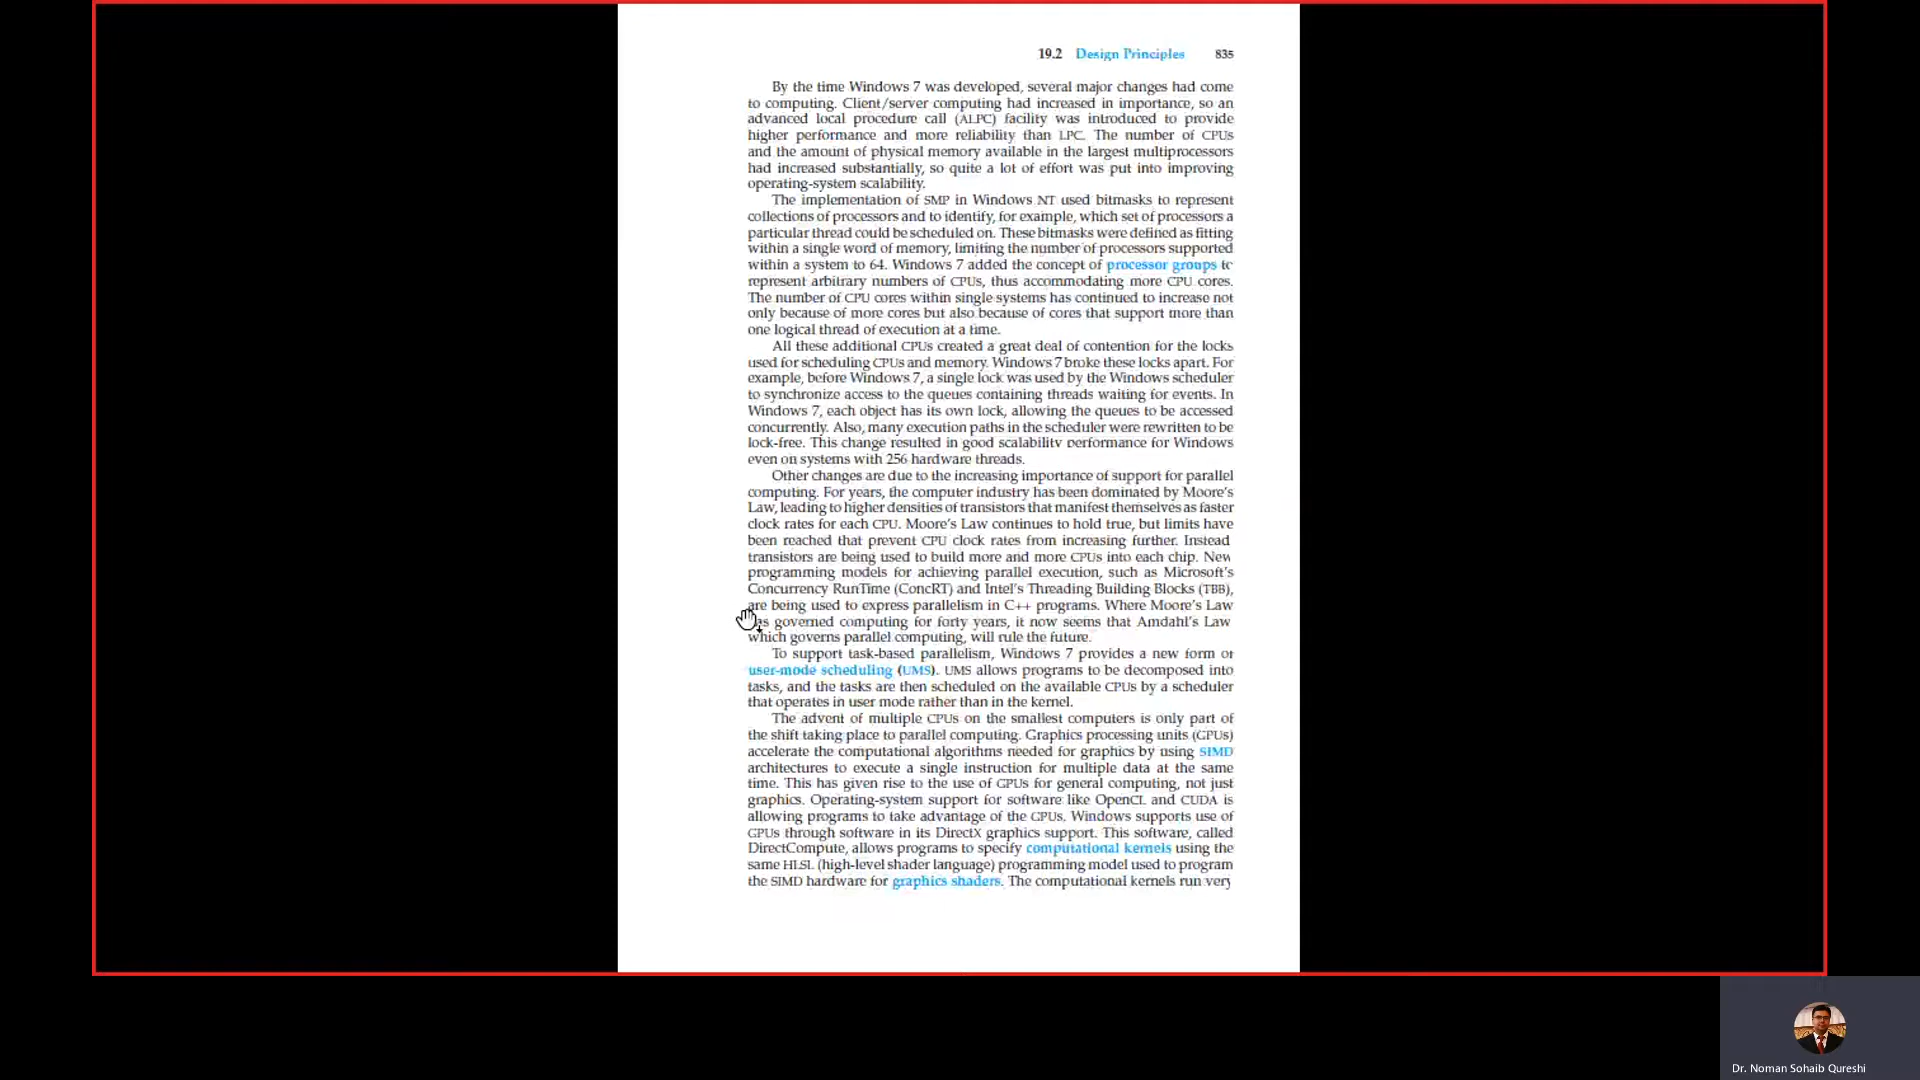 19.2 Design Principles 835
By the time Windows 7 was developed, several major changes had come
to computing. Client/server computing had increased in importance, so an
advanced local procedure call (ALPC) facility was introduced to provide
higher performance and more reliability than LPC. The number of CPUs
and the amount of physical memory available in the largest multiprocessors
had increased substantially, so quite a lot of effort was put into improving
operating-system scalability.
The implementation of SMP in Windows NT used bitmasks to represent
collections of processors and to identify, for example, which set of processors a
particular thread could be scheduled on. These bitmasks were defined as fitting
within a single word of memory, limiting the number of processors supported
within a system to 64. Windows 7 added the concept of processor groups to
represent arbitrary numbers of CPUs, thus accommodating more CPU cores.
The number of CPU cores within single systems has continued to increase not
only because of more cores but also because of cores that support more than
one logical thread of execution at a time.
All these additional CPUs created a great deal of contention for the locks
used for scheduling CPUs and memory. Windows 7 broke these locks apart. For
example, before Windows 7, a single lock was used by the Windows scheduler
to synchronize access to the queues containing threads waiting for events. In
Windows 7, each object has its own lock, allowing the queues to be accessed
concurrently. Also, many execution paths in the scheduler were rewritten to be
lock-free. This change resulted in good scalability performance for Windows
even on systems with 256 hardware threads.
Other changes are due to the increasing importance of support for parallel
computing. For years, the computer industry has been dominated by Moore's
Law, leading to higher densities of transistors that manifest themselves as faster
clock rates for each CPU. Moore's Law continues to hold true, but limits have
been reached that prevent CPU clock rates from increasing further. Instead
transistors are being used to build more and more CPUs into each chip. New
programming models for achieving parallel execution, such as Microsoft's
Concurrency RunTime (ConcRT) and Intel's Threading Building Blocks (TBB),
are being used to express parallelism in C++ programs. Where Moore's Law
has governed computing for forty years, it now seems that Amdahl's Law
which governs parallel computing, will rule the future.
To support task-based parallelism, Windows 7 provides a new form of
user-mode scheduling (UMS). UMS allows programs to be decomposed into
tasks, and the tasks are then scheduled on the available CPUs by a scheduler
that operates in user mode rather than in the kernel.
The advent of multiple CPUs on the smallest computers is only part of
the shift taking place to parallel computing. Graphics processing units (GPUs)
accelerate the computational algorithms needed for graphics by using SIMD
architectures to execute a single instruction for multiple data at the same
time. This has given rise to the use of GPUs for general computing, not just
graphics. Operating-system support for software like OpenCL and CUDA is
allowing programs to take advantage of the GPUs. Windows supports use of
GPUs through software in its DirectX graphics support. This software, called
DirectCompute, allows programs to specify computational kernels using the
same HLSL (high-level shader language) programming model used to program
the SIMD hardware for graphics shaders. The computational kernels run very
Dr. Noman Sohaib Qureshi